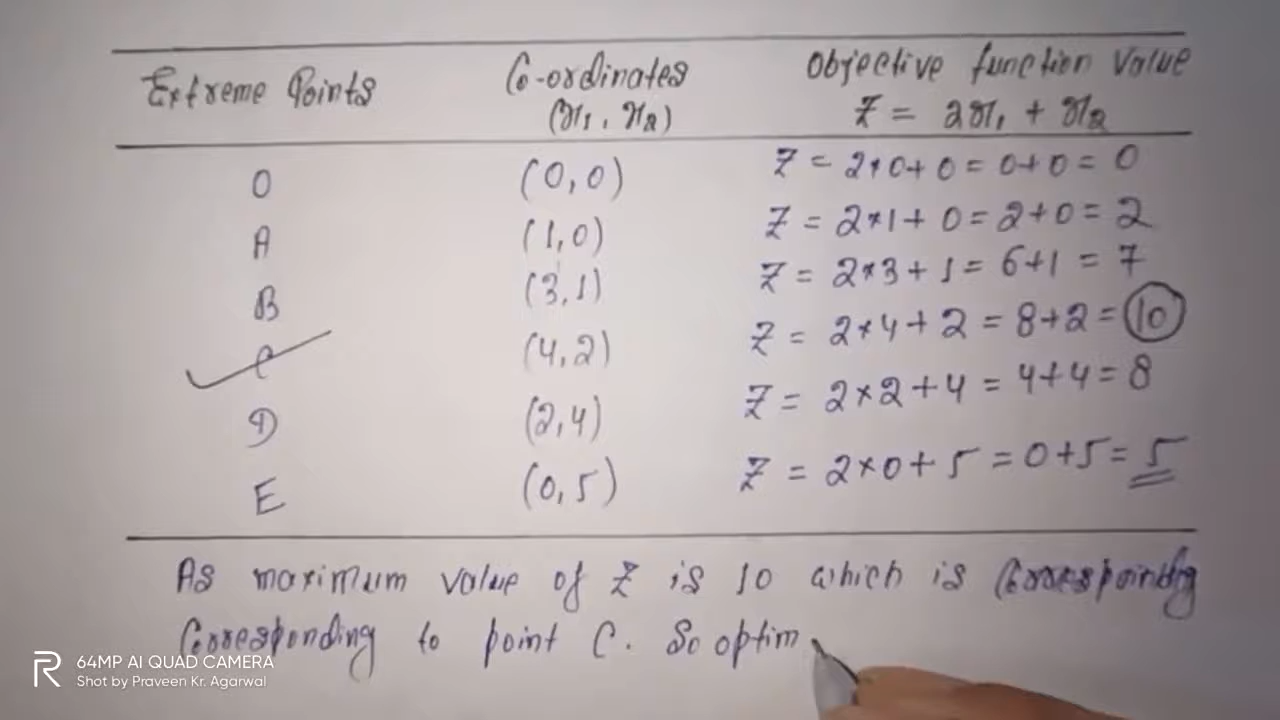 Extreme Points Co-ordinates Objective function Value
(x1, x2) Z = 2x1 + x2
O (0,0) Z = 2*0+0 = 0+0 = 0
A (1,0) Z = 2*1+0 = 2+0 = 2
B (3,1) Z = 2*3+1 = 6+1 = 7
C (4,2) Z = 2*4+2 = 8+2 = 10
D (2,4) Z = 2×2+4 = 4+4 = 8
E (0,5) Z = 2×0+5 = 0+5 = 5
As maximum value of Z is 10 which is Corresponding
Corresponding to point C. So optim
R 64MP AI QUAD CAMERA
Shot by Praveen Kr. Agarwal